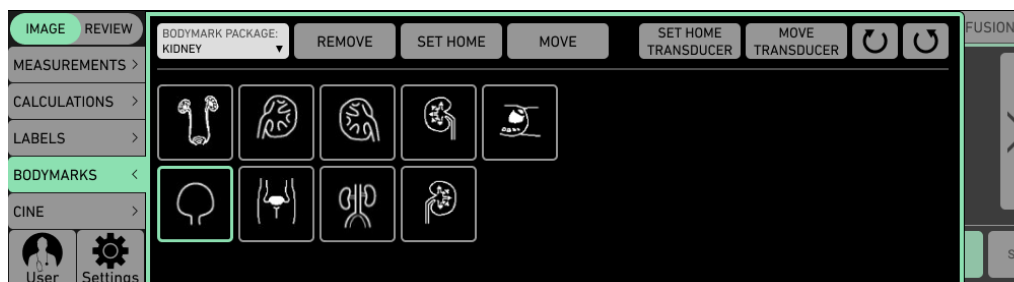 IMAGE REVIEW
MEASUREMENTS >
CALCULATIONS >
LABELS >
BODYMARKS <
CINE >
User Settings
BODYMARK PACKAGE:
KIDNEY
REMOVE
SET HOME
MOVE
SET HOME
TRANSDUCER
MOVE
TRANSDUCER
FUSION
S